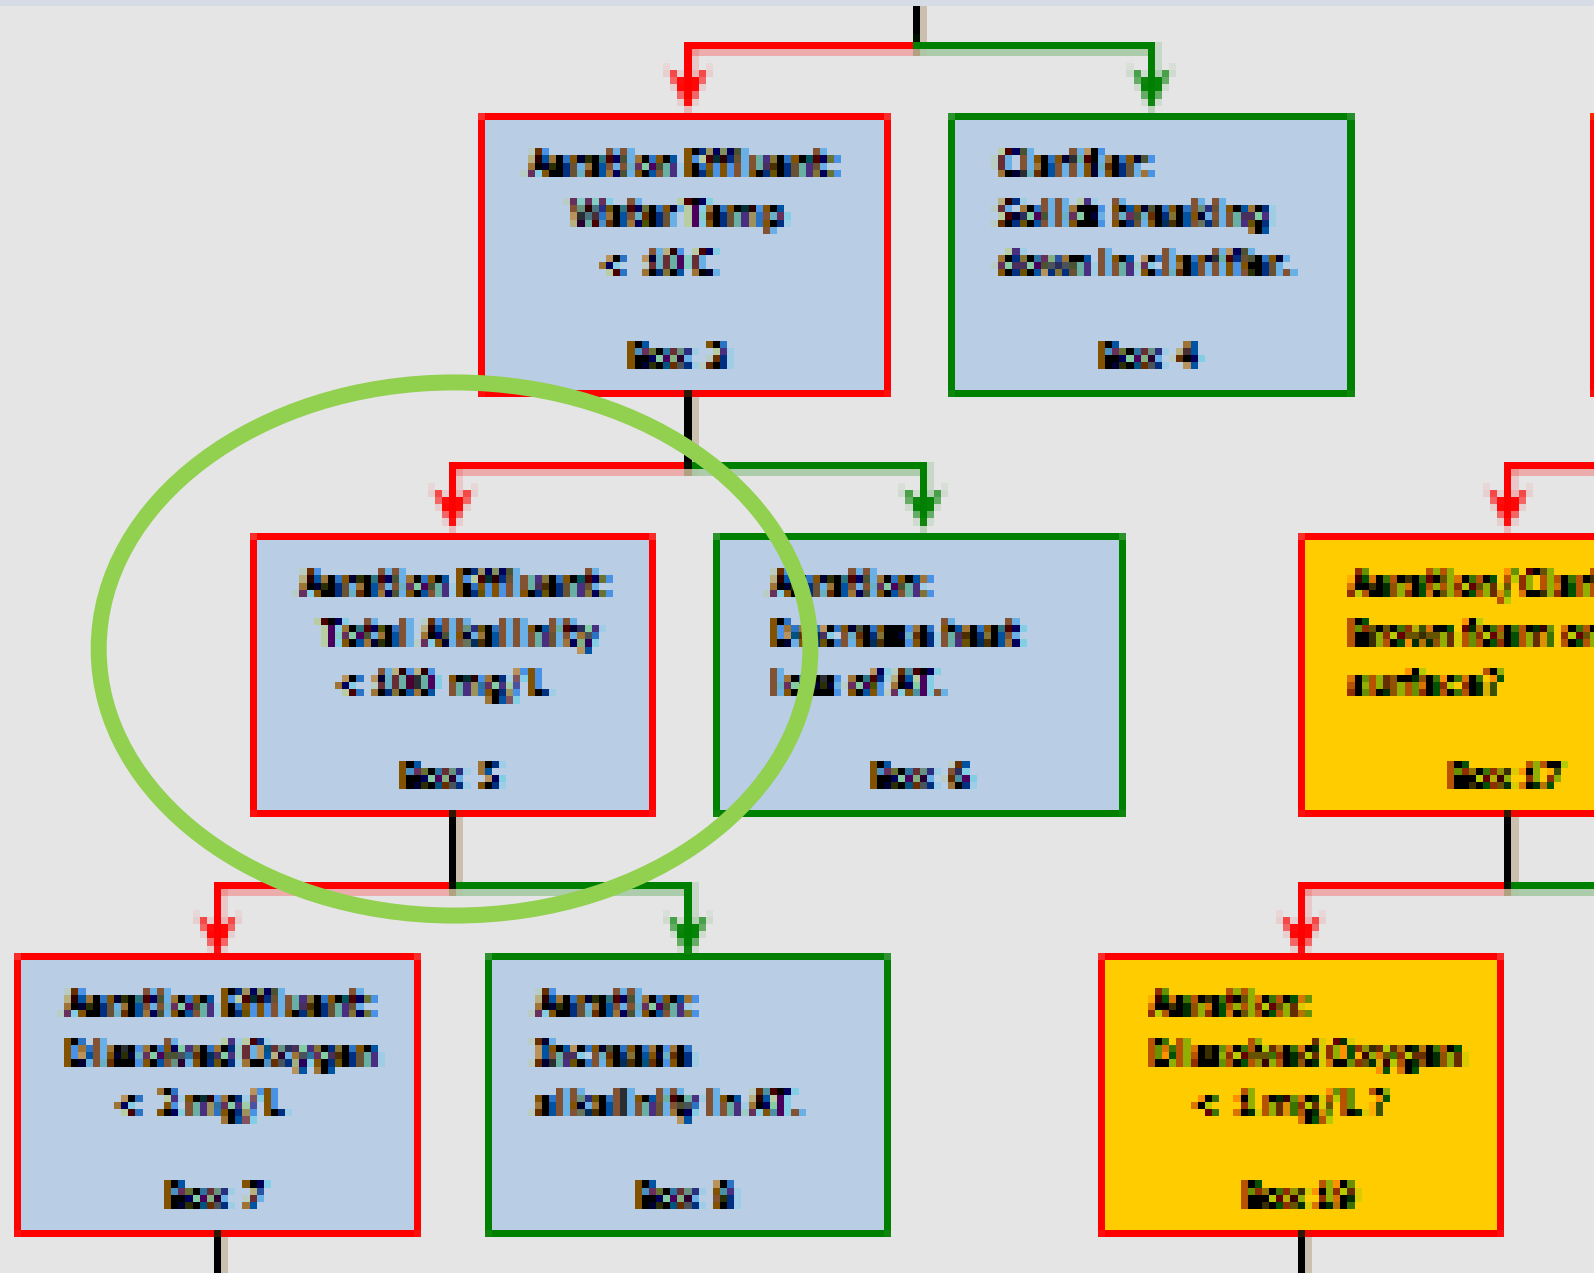 Aeration Effluent:
Water Temp
< 10 C
Box: 3
Clarifier:
Solids breaking
down in clarifier.
Box: 4
Aeration Effluent:
Total Alkalinity
< 100 mg/L
Box: 5
Aeration:
Decrease heat
loss of AT.
Box: 6
Aeration/Clari
Brown foam on
surface?
Box: 17
Aeration Effluent:
Dissolved Oxygen
< 2 mg/L
Box: 7
Aeration:
Increase
alkalinity in AT.
Box: 8
Aeration:
Dissolved Oxygen
< 1 mg/L ?
Box: 19